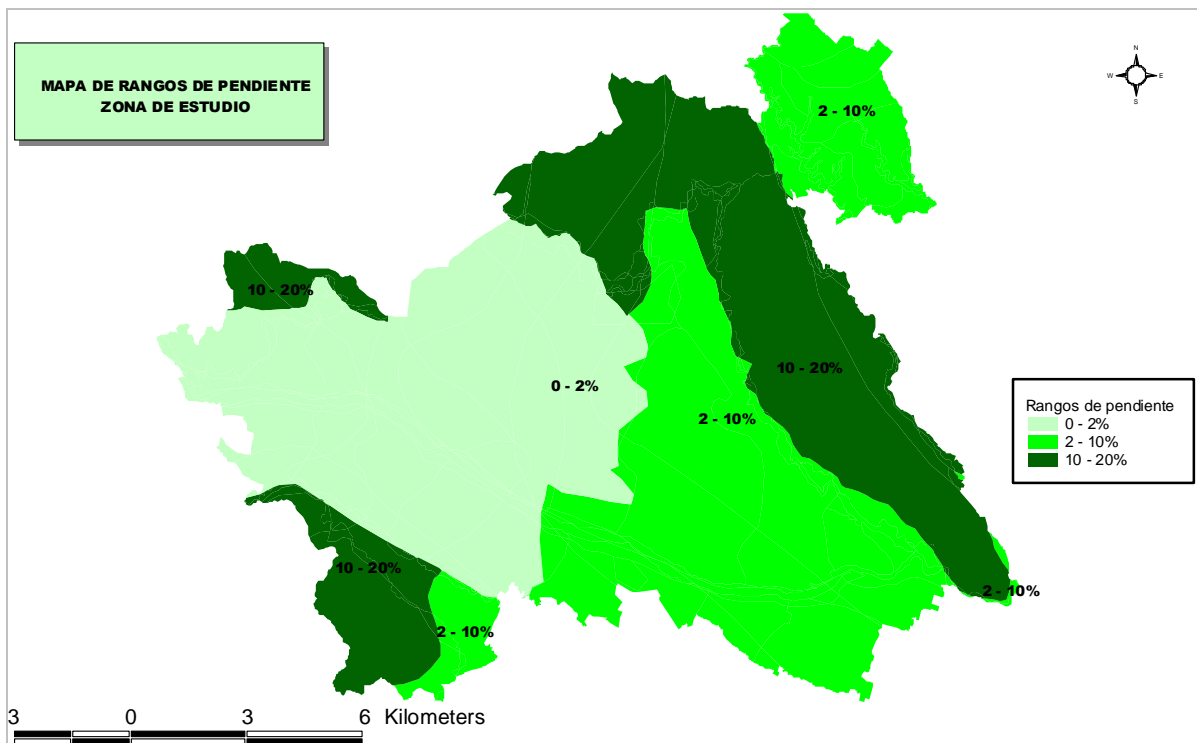 MAPA DE RANGOS DE PENDIENTE
ZONA DE ESTUDIO
N
W
E
S
2 - 10%
10 - 20%
10 - 20%
0 - 2%
2 - 10%
Rangos de pendiente
0 - 2%
2 - 10%
10 - 20%
10 - 20%
2 - 10%
2 - 10%
3 0 3 6 Kilometers